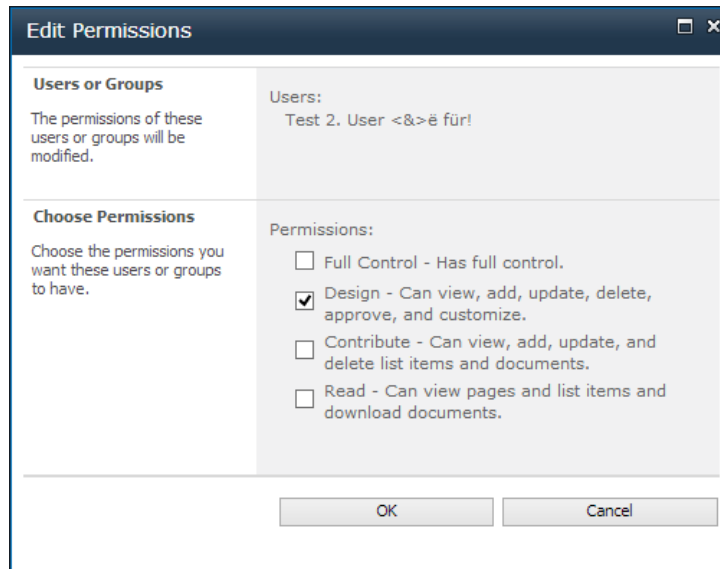 Edit Permissions
Users or Groups
The permissions of these
users or groups will be
modified.
Users:
Test 2. User <&>ë für!
Choose Permissions
Choose the permissions you
want these users or groups
to have.
Permissions:
Full Control - Has full control.
Design - Can view, add, update, delete,
approve, and customize.
Contribute - Can view, add, update, and
delete list items and documents.
Read - Can view pages and list items and
download documents.
OK
Cancel